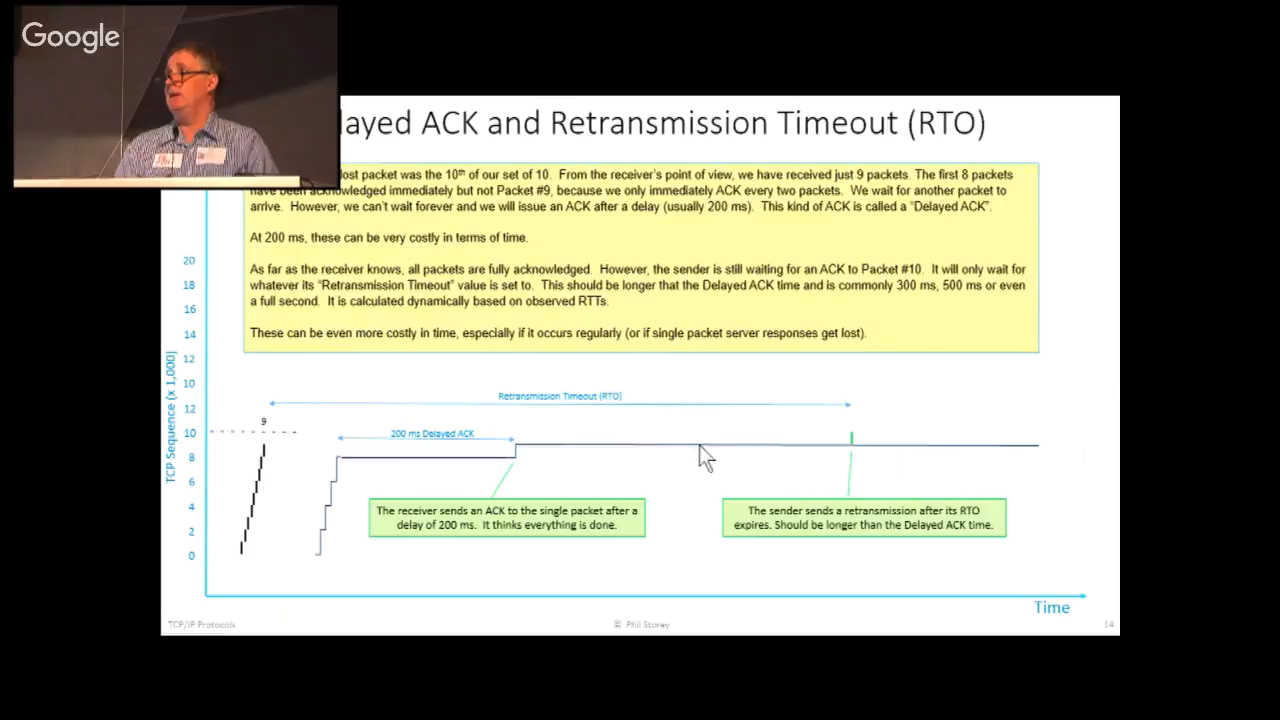 Google
layed ACK and Retransmission Timeout (RTO)
lost packet was the 10th of our set of 10. From the receiver's point of view, we have received just 9 packets. The first 8 packets
have been acknowledged immediately but not Packet #9, because we only immediately ACK every two packets. We wait for another packet to
arrive. However, we can't wait forever and we will issue an ACK after a delay (usually 200 ms). This kind of ACK is called a "Delayed ACK".
At 200 ms, these can be very costly in terms of time.
As far as the receiver knows, all packets are fully acknowledged. However, the sender is still waiting for an ACK to Packet #10. It will only wait for
whatever its "Retransmission Timeout" value is set to. This should be longer that the Delayed ACK time and is commonly 300 ms, 500 ms or even
a full second. It is calculated dynamically based on observed RTTs.
These can be even more costly in time, especially if it occurs regularly (or if single packet server responses get lost).
20
18
16
14
12
10
12
10
8
6
4
2
0
TCP Sequence (x 1,000)
Retransmission Timeout (RTO)
9
200 ms Delayed ACK
The receiver sends an ACK to the single packet after a
delay of 200 ms. It thinks everything is done.
The sender sends a retransmission after its RTO
expires. Should be longer than the Delayed ACK time.
Time
TCP/IP Protocols
© Phil Storey
14